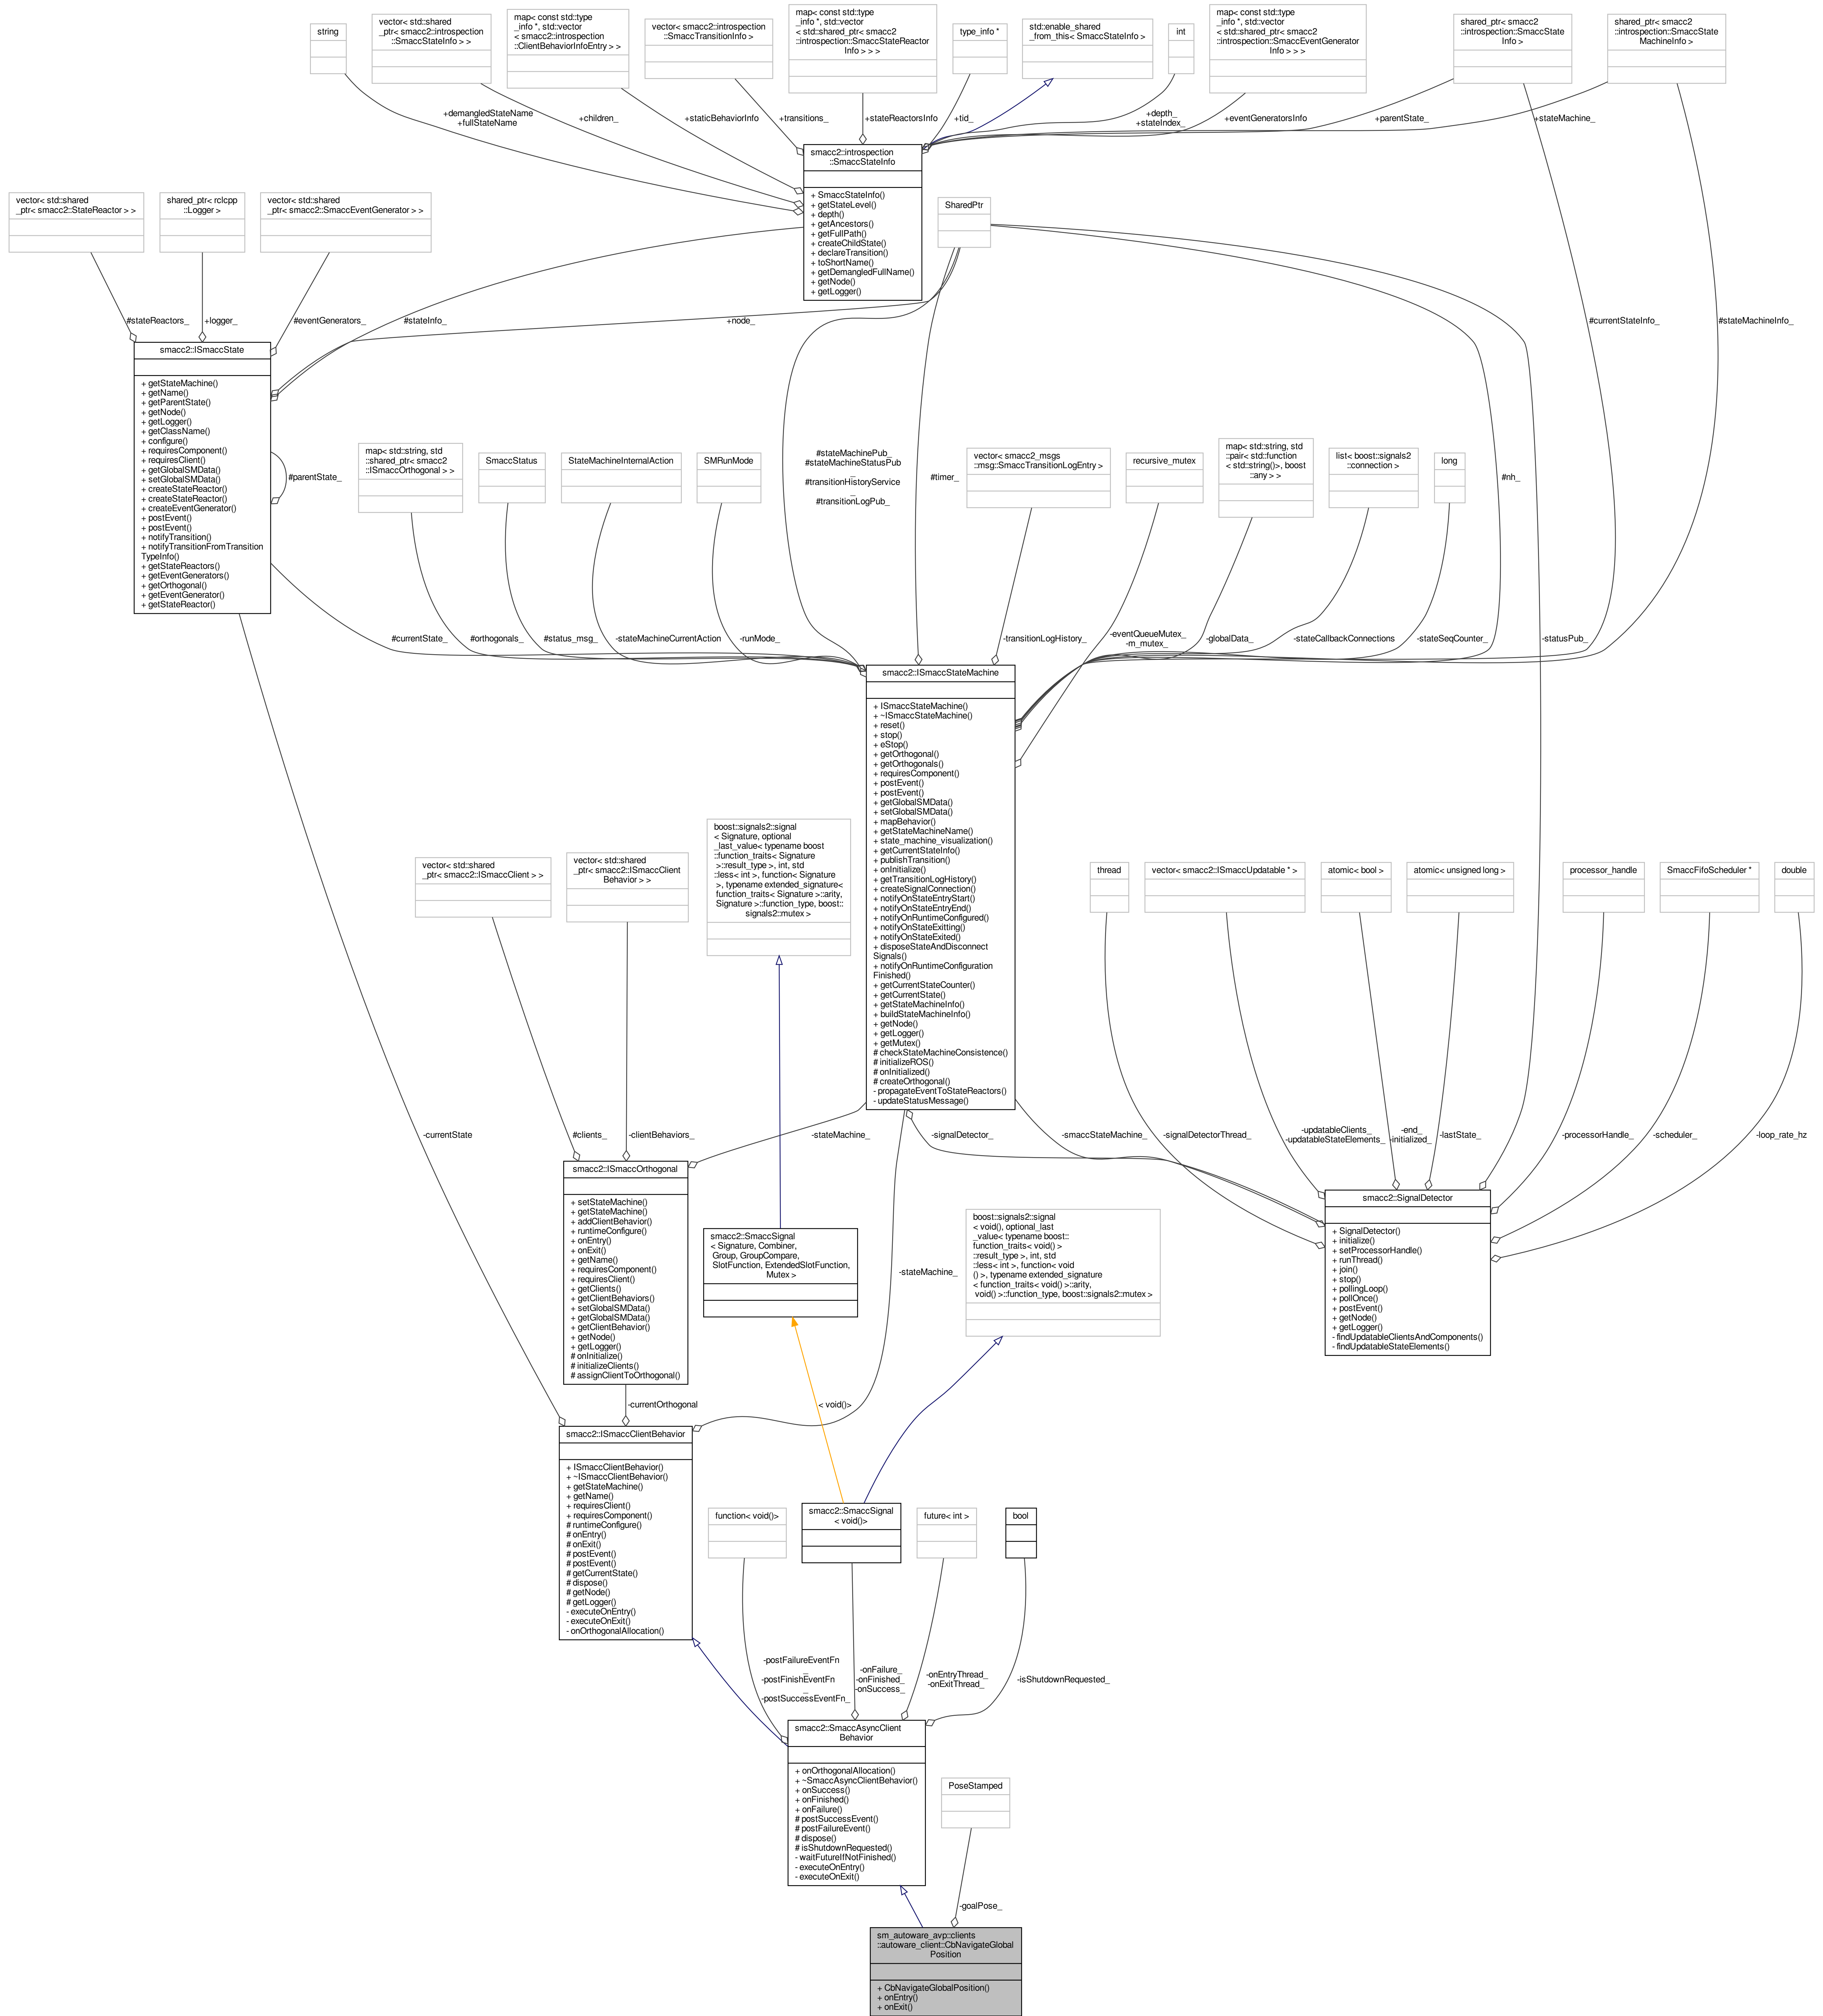 string
vector< std::shared
_ptr< smacc2::introspection
::SmaccStateInfo > >
map< const std::type
_info *, std::vector
< smacc2::introspection
::ClientBehaviorInfoEntry > >
vector< smacc2::introspection
::SmaccTransitionInfo >
map< const std::type
_info *, std::vector
< std::shared_ptr< smacc2
::introspection::SmaccStateReactor
Info > > >
type_info *
std::enable_shared
_from_this< SmaccStateInfo >
int
map< const std::type
_info *, std::vector
< std::shared_ptr< smacc2
::introspection::SmaccEventGenerator
Info > > >
shared_ptr< smacc2
::introspection::SmaccState
Info >
shared_ptr< smacc2
::introspection::SmaccState
MachineInfo >
+demangledStateName
+fullStateName
+children_
+staticBehaviorInfo
+transitions_
+stateReactorsInfo
+tid_
+depth_
+stateIndex_
+eventGeneratorsInfo
+parentState_
+stateMachine_
smacc2::introspection
::SmaccStateInfo
+ SmaccStateInfo()
+ getStateLevel()
+ depth()
+ getAncestors()
+ getFullPath()
+ createChildState()
+ declareTransition()
+ toShortName()
+ getDemangledFullName()
+ getNode()
+ getLogger()
vector< std::shared
_ptr< smacc2::StateReactor > >
shared_ptr< rclcpp
::Logger >
vector< std::shared
_ptr< smacc2::SmaccEventGenerator > >
SharedPtr
#stateReactors_
+logger_
#eventGenerators_
#stateInfo_
+node_
#currentStateInfo_
#stateMachineInfo_
smacc2::ISmaccState
+ getStateMachine()
+ getName()
+ getParentState()
+ getNode()
+ getLogger()
+ getClassName()
+ configure()
+ requiresComponent()
+ requiresClient()
+ getGlobalSMData()
+ setGlobalSMData()
+ createStateReactor()
+ createStateReactor()
+ createEventGenerator()
+ postEvent()
+ postEvent()
+ notifyTransition()
+ notifyTransitionFromTransition
TypeInfo()
+ getStateReactors()
+ getEventGenerators()
+ getOrthogonal()
+ getEventGenerator()
+ getStateReactor()
#parentState_
map< std::string, std
::shared_ptr< smacc2
::ISmaccOrthogonal > >
SmaccStatus
StateMachineInternalAction
SMRunMode
#stateMachinePub_
#stateMachineStatusPub
_
#transitionHistoryService
_
#transitionLogPub_
#timer_
vector< smacc2_msgs
::msg::SmaccTransitionLogEntry >
recursive_mutex
map< std::string, std
::pair< std::function
< std::string()>, boost
::any > >
list< boost::signals2
::connection >
long
#nh_
#currentState_
#orthogonals_
#status_msg_
-stateMachineCurrentAction
-runMode_
-transitionLogHistory_
-eventQueueMutex_
-m_mutex_
-globalData_
-stateCallbackConnections
-stateSeqCounter_
-statusPub_
smacc2::ISmaccStateMachine
+ ISmaccStateMachine()
+ ~ISmaccStateMachine()
+ reset()
+ stop()
+ eStop()
+ getOrthogonal()
+ getOrthogonals()
+ requiresComponent()
+ postEvent()
+ postEvent()
+ getGlobalSMData()
+ setGlobalSMData()
+ mapBehavior()
+ getStateMachineName()
+ state_machine_visualization()
+ getCurrentStateInfo()
+ publishTransition()
+ onInitialize()
+ getTransitionLogHistory()
+ createSignalConnection()
+ notifyOnStateEntryStart()
+ notifyOnStateEntryEnd()
+ notifyOnRuntimeConfigured()
+ notifyOnStateExitting()
+ notifyOnStateExited()
+ disposeStateAndDisconnect
Signals()
+ notifyOnRuntimeConfiguration
Finished()
+ getCurrentStateCounter()
+ getCurrentState()
+ getStateMachineInfo()
+ buildStateMachineInfo()
+ getNode()
+ getLogger()
+ getMutex()
# checkStateMachineConsistence()
# initializeROS()
# onInitialized()
# createOrthogonal()
- propagateEventToStateReactors()
- updateStatusMessage()
vector< std::shared
_ptr< smacc2::ISmaccClient > >
vector< std::shared
_ptr< smacc2::ISmaccClient
Behavior > >
boost::signals2::signal
< Signature, optional
_last_value< typename boost
::function_traits< Signature
>::result_type >, int, std
::less< int >, function< Signature
>, typename extended_signature<
function_traits< Signature >::arity,
Signature >::function_type, boost::
signals2::mutex >
thread
vector< smacc2::ISmaccUpdatable * >
atomic< bool >
atomic< unsigned long >
processor_handle
SmaccFifoScheduler *
double
-currentState
#clients_
-clientBehaviors_
-stateMachine_
-signalDetector_
-smaccStateMachine_
-signalDetectorThread_
-updatableClients_
-updatableStateElements_
-end_
-initialized_
-lastState_
-processorHandle_
-scheduler_
-loop_rate_hz
smacc2::ISmaccOrthogonal
+ setStateMachine()
+ getStateMachine()
+ addClientBehavior()
+ runtimeConfigure()
+ onEntry()
+ onExit()
+ getName()
+ requiresComponent()
+ requiresClient()
+ getClients()
+ getClientBehaviors()
+ setGlobalSMData()
+ getGlobalSMData()
+ getClientBehavior()
+ getNode()
+ getLogger()
# onInitialize()
# initializeClients()
# assignClientToOrthogonal()
smacc2::SmaccSignal
< Signature, Combiner,
Group, GroupCompare,
SlotFunction, ExtendedSlotFunction,
Mutex >
-stateMachine_
boost::signals2::signal
< void(), optional_last
_value< typename boost::
function_traits< void() >
::result_type >, int, std
::less< int >, function< void
() >, typename extended_signature
< function_traits< void() >::arity,
void() >::function_type, boost::signals2::mutex >
smacc2::SignalDetector
+ SignalDetector()
+ initialize()
+ setProcessorHandle()
+ runThread()
+ join()
+ stop()
+ pollingLoop()
+ pollOnce()
+ postEvent()
+ getNode()
+ getLogger()
- findUpdatableClientsAndComponents()
- findUpdatableStateElements()
-currentOrthogonal
< void()>
smacc2::ISmaccClientBehavior
+ ISmaccClientBehavior()
+ ~ISmaccClientBehavior()
+ getStateMachine()
+ getName()
+ requiresClient()
+ requiresComponent()
# runtimeConfigure()
# onEntry()
# onExit()
# postEvent()
# postEvent()
# getCurrentState()
# dispose()
# getNode()
# getLogger()
- executeOnEntry()
- executeOnExit()
- onOrthogonalAllocation()
function< void()>
smacc2::SmaccSignal
< void()>
future< int >
bool
-postFailureEventFn
_
-postFinishEventFn
_
-postSuccessEventFn_
-onFailure_
-onFinished_
-onSuccess_
-onEntryThread_
-onExitThread_
-isShutdownRequested_
smacc2::SmaccAsyncClient
Behavior
+ onOrthogonalAllocation()
+ ~SmaccAsyncClientBehavior()
+ onSuccess()
+ onFinished()
+ onFailure()
# postSuccessEvent()
# postFailureEvent()
# dispose()
# isShutdownRequested()
- waitFutureIfNotFinished()
- executeOnEntry()
- executeOnExit()
PoseStamped
-goalPose_
sm_autoware_avp::clients
::autoware_client::CbNavigateGlobal
Position
+ CbNavigateGlobalPosition()
+ onEntry()
+ onExit()